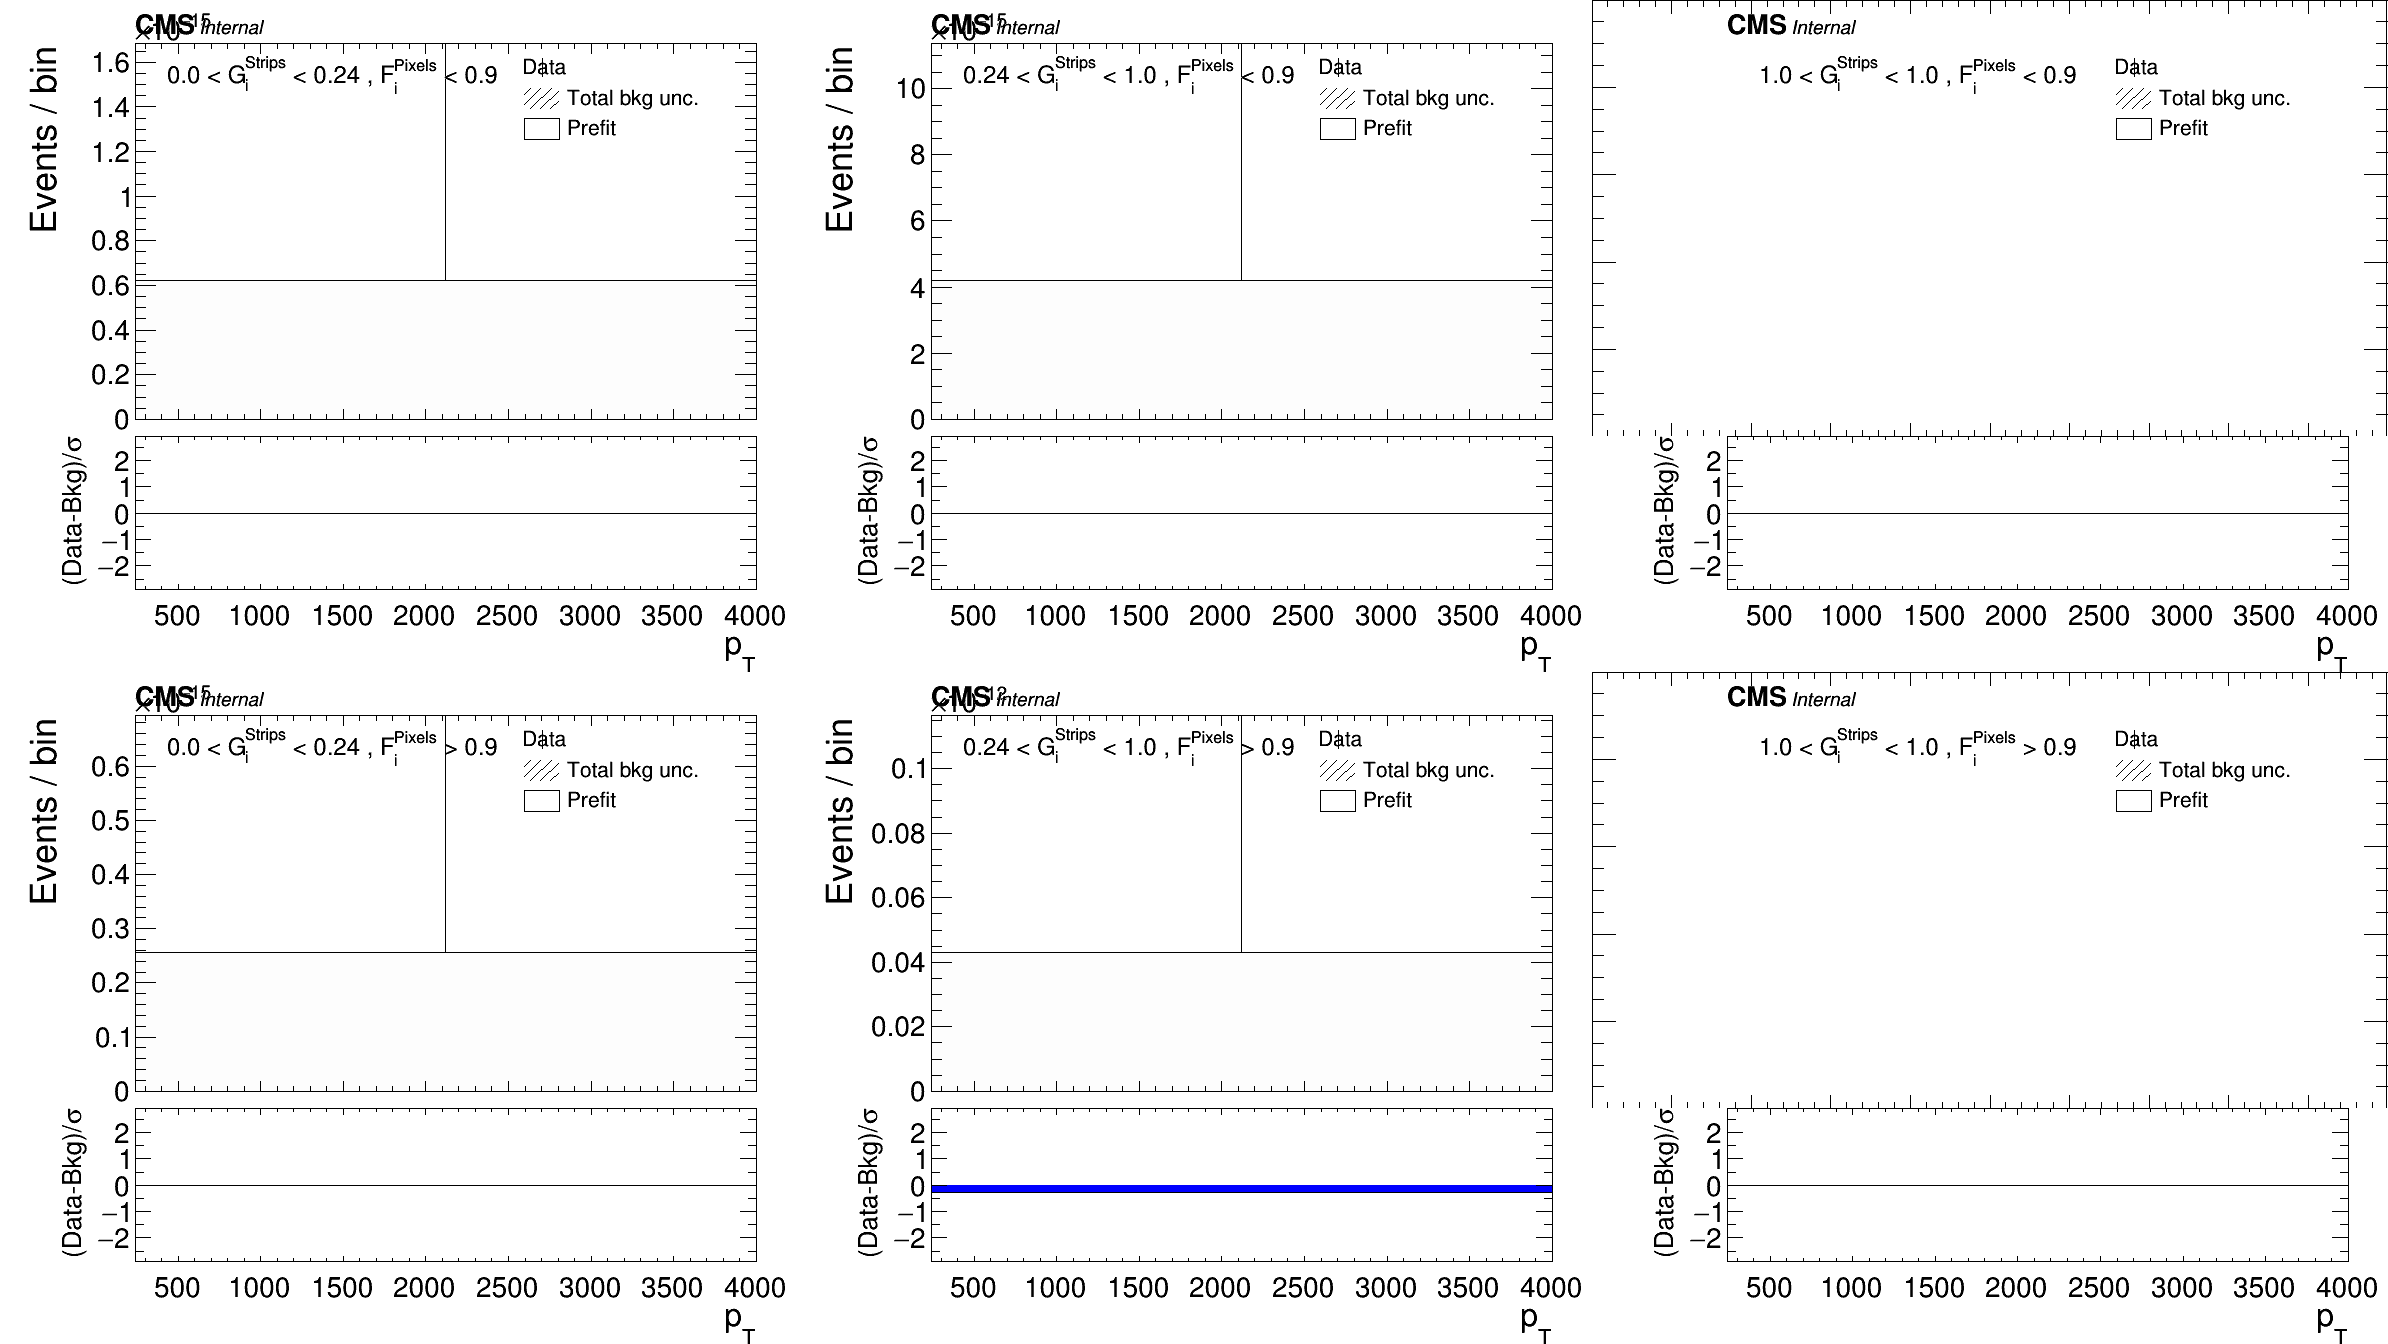 CMS Internal
×10^15
Events / bin
0.0 < G_i^Strips < 0.24 , F_i^Pixels < 0.9
Data
Total bkg unc.
Prefit
1.6
1.4
1.2
1
0.8
0.6
0.4
0.2
0
(Data-Bkg)/σ
2
1
0
−1
−2
500 1000 1500 2000 2500 3000 3500 4000
p_T
CMS Internal
×10^15
Events / bin
0.24 < G_i^Strips < 1.0 , F_i^Pixels < 0.9
Data
Total bkg unc.
Prefit
10
8
6
4
2
0
(Data-Bkg)/σ
2
1
0
−1
−2
500 1000 1500 2000 2500 3000 3500 4000
p_T
CMS Internal
1.0 < G_i^Strips < 1.0 , F_i^Pixels < 0.9
Data
Total bkg unc.
Prefit
(Data-Bkg)/σ
2
1
0
−1
−2
500 1000 1500 2000 2500 3000 3500 4000
p_T
CMS Internal
×10^15
Events / bin
0.0 < G_i^Strips < 0.24 , F_i^Pixels > 0.9
Data
Total bkg unc.
Prefit
0.6
0.5
0.4
0.3
0.2
0.1
0
(Data-Bkg)/σ
2
1
0
−1
−2
500 1000 1500 2000 2500 3000 3500 4000
p_T
CMS Internal
×10^12
Events / bin
0.24 < G_i^Strips < 1.0 , F_i^Pixels > 0.9
Data
Total bkg unc.
Prefit
0.1
0.08
0.06
0.04
0.02
0
(Data-Bkg)/σ
2
1
0
−1
−2
500 1000 1500 2000 2500 3000 3500 4000
p_T
CMS Internal
1.0 < G_i^Strips < 1.0 , F_i^Pixels > 0.9
Data
Total bkg unc.
Prefit
(Data-Bkg)/σ
2
1
0
−1
−2
500 1000 1500 2000 2500 3000 3500 4000
p_T